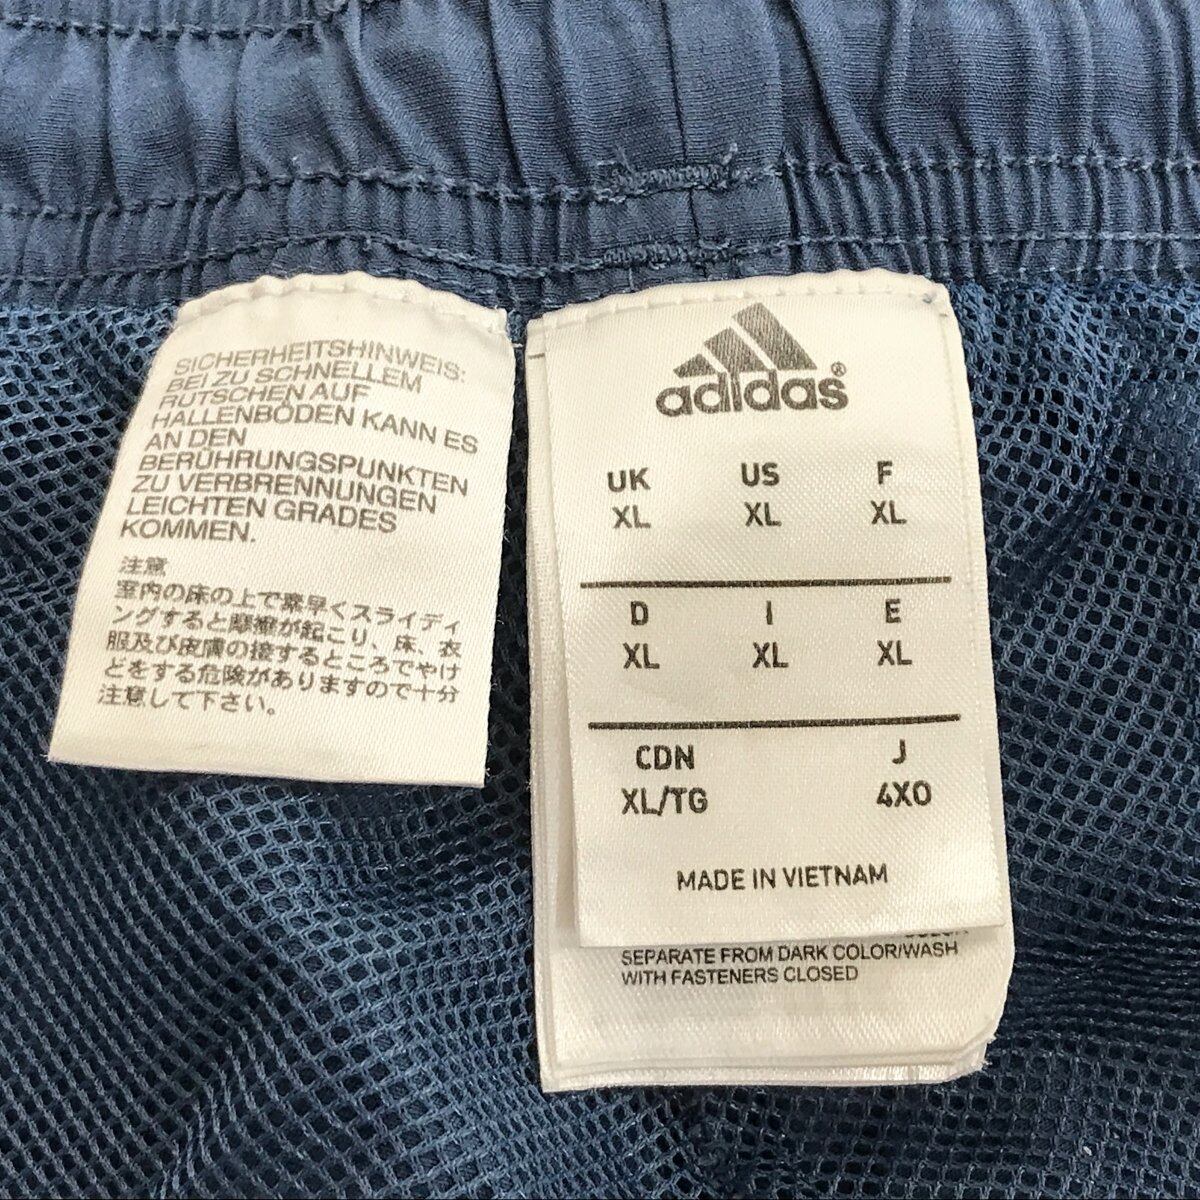 SICHERHEITSHINWEIS:
BEI ZU SCHNELLEM
RUTSCHEN AUF
HALLENBÖDEN KANN ES
AN DEN
BERÜHRUNGSPUNKTEN
ZU VERBRENNUNGEN
LEICHTEN GRADES
KOMMEN.
注意
室内の床の上で素早くスライディ
ングすると摩擦が起こり、床、衣
服及び皮膚の接するところでやけ
どをする危険がありますので十分
注意して下さい。
adidas®
UK US F
XL XL XL
D I E
XL XL XL
CDN J
XL/TG 4XO
MADE IN VIETNAM
SEPARATE FROM DARK COLOR/WASH
WITH FASTENERS CLOSED